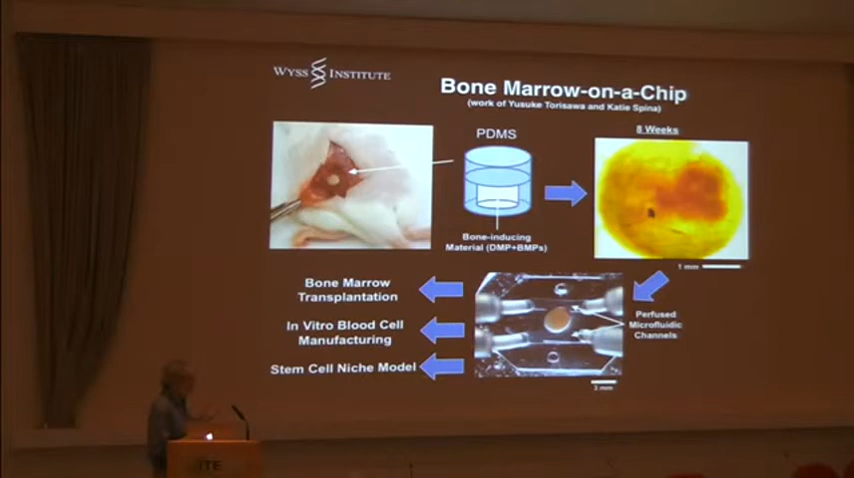 WYSS INSTITUTE
Bone Marrow-on-a-Chip
(work of Yusuke Torisawa and Katie Spina)
PDMS
8 Weeks
Bone-inducing
Material (DMP+BMPs)
1 mm
Bone Marrow
Transplantation
In Vitro Blood Cell
Manufacturing
Stem Cell Niche Model
Perfused
Microfluidic
Channels
2 mm
ITE